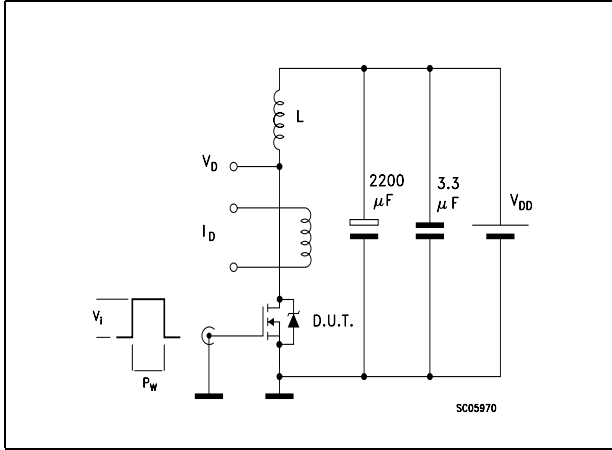 L
V_D
2200
μF
3.3
μF
V_DD
I_D
V_i
D.U.T.
P_W
SC05970